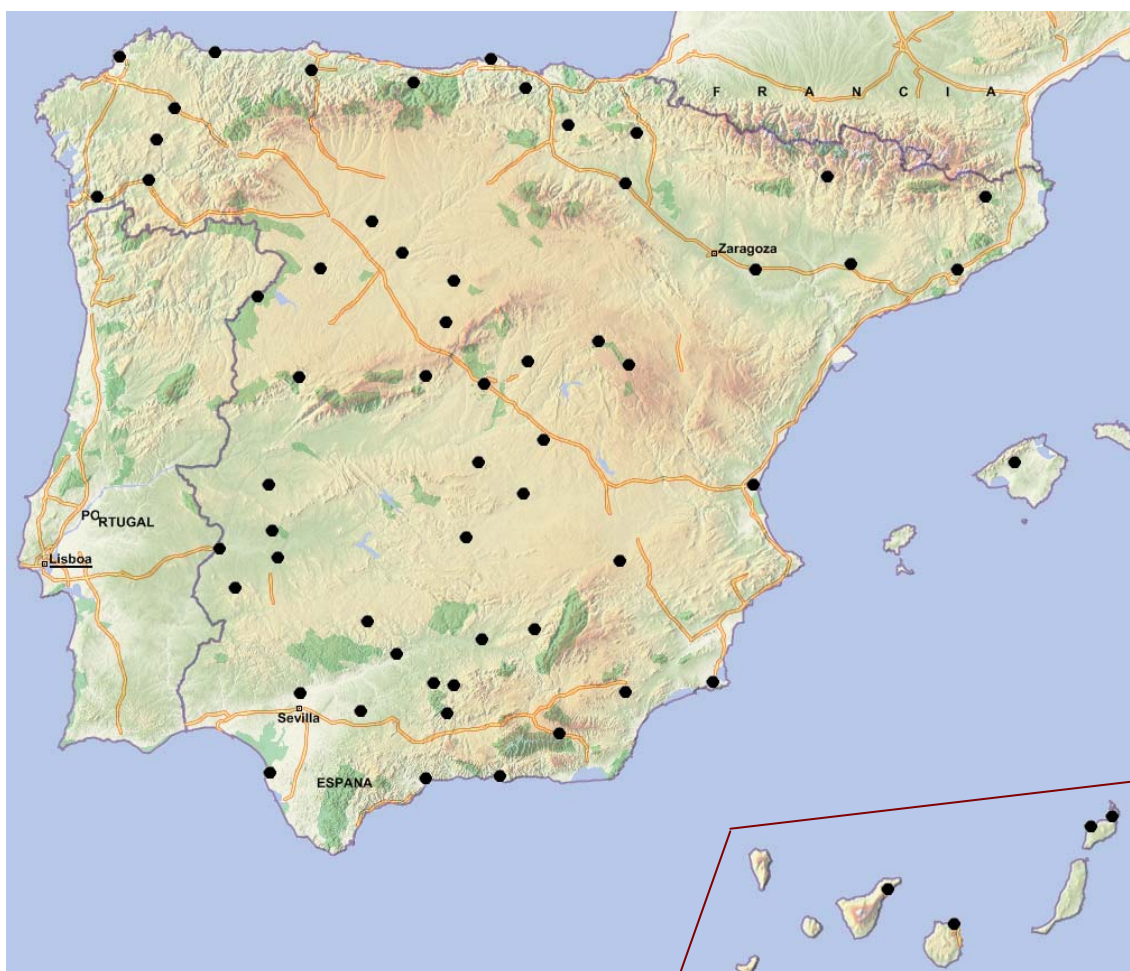 F R A N C I A
Zaragoza
PORTUGAL
Lisboa
Sevilla
ESPANA